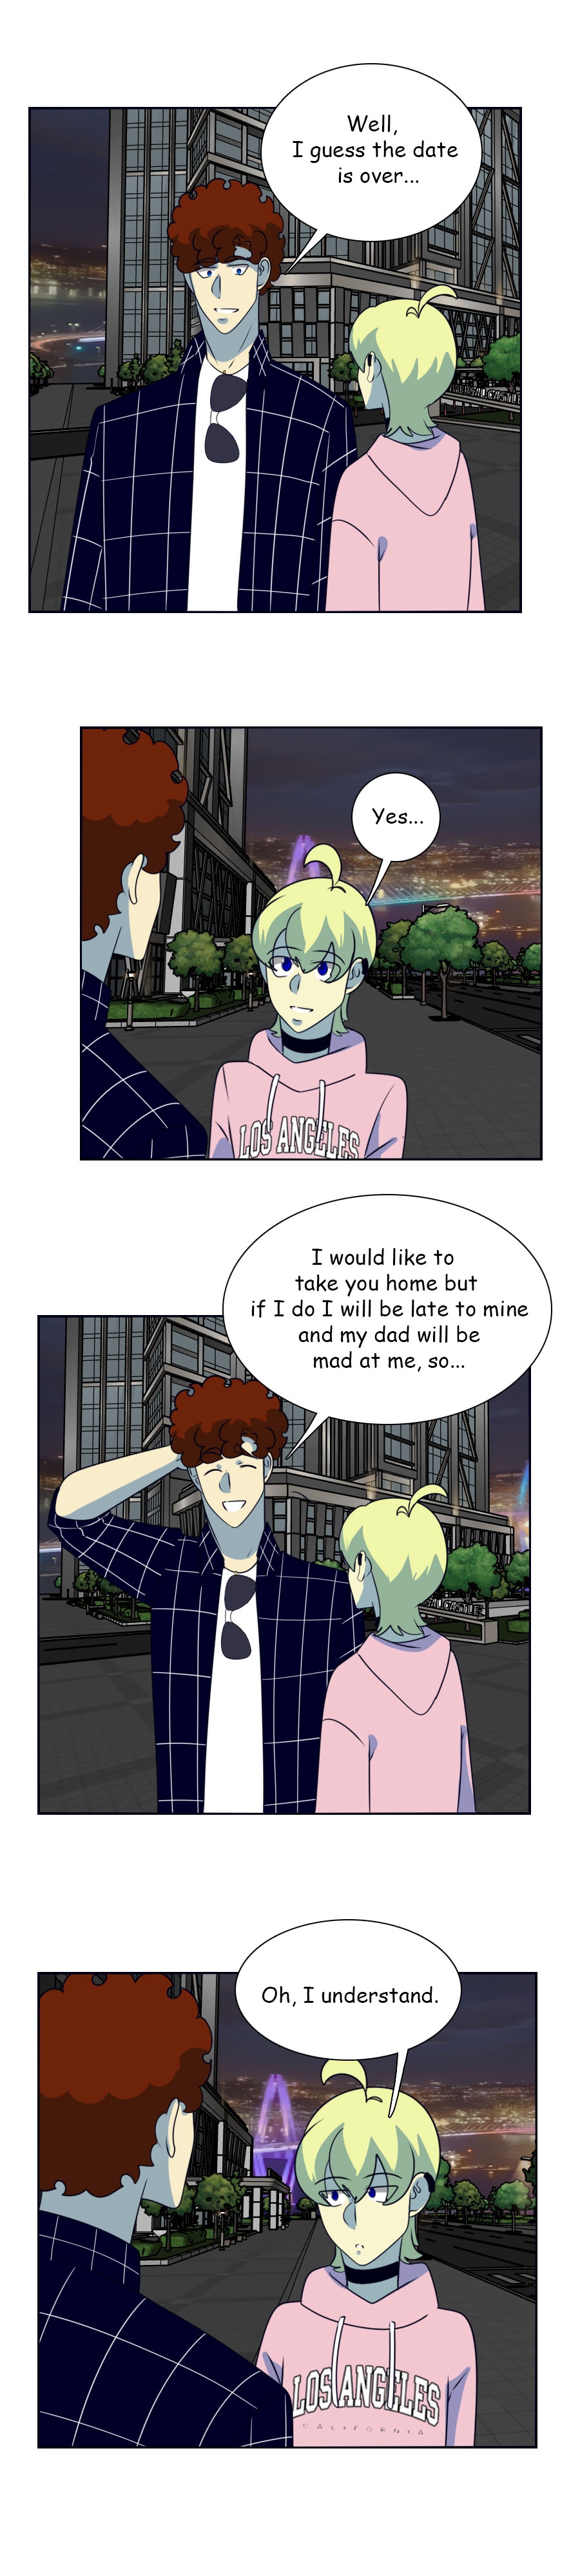 Well,
I guess the date
is over...
Yes...
LOS ANGELES
I would like to
take you home but
if I do I will be late to mine
and my dad will be
mad at me, so...
Oh, I understand.
LOS ANGELES
CALIFORNIA